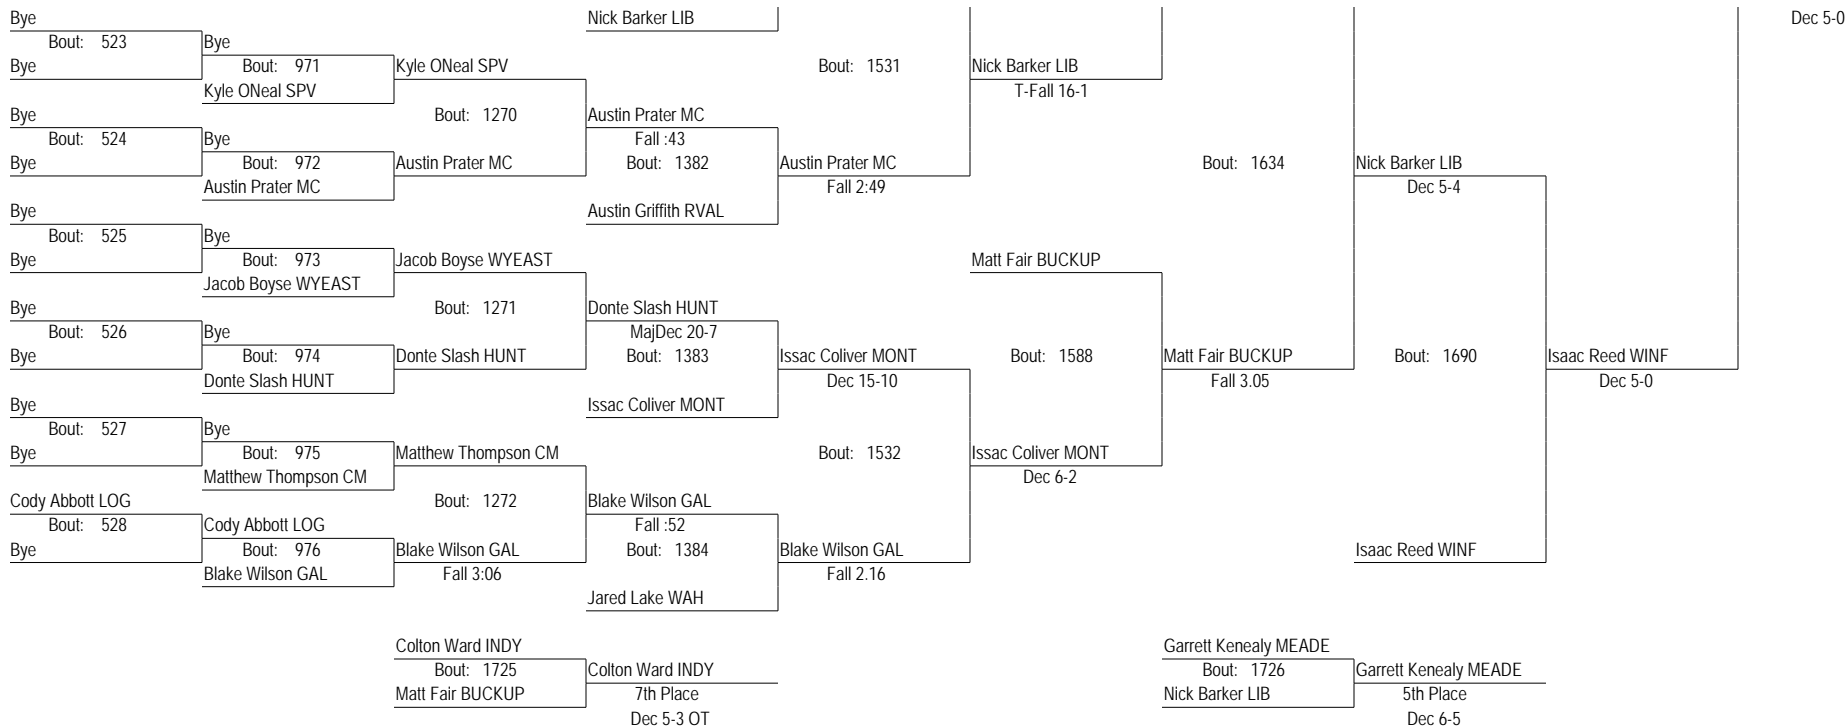 Bye
Nick Barker LIB
Dec 5-0
Bout: 523
Bye
Bye
Bout: 971
Kyle ONeal SPV
Bout: 1531
Nick Barker LIB
Kyle ONeal SPV
T-Fall 16-1
Bye
Bout: 1270
Austin Prater MC
Bout: 524
Bye
Fall :43
Bye
Bout: 972
Austin Prater MC
Bout: 1382
Austin Prater MC
Bout: 1634
Nick Barker LIB
Austin Prater MC
Fall 2:49
Dec 5-4
Bye
Austin Griffith RVAL
Bout: 525
Bye
Bye
Bout: 973
Jacob Boyse WYEAST
Matt Fair BUCKUP
Jacob Boyse WYEAST
Bye
Bout: 1271
Donte Slash HUNT
Bout: 526
Bye
MajDec 20-7
Bye
Bout: 974
Donte Slash HUNT
Bout: 1383
Issac Coliver MONT
Bout: 1588
Matt Fair BUCKUP
Bout: 1690
Isaac Reed WINF
Donte Slash HUNT
Dec 15-10
Fall 3.05
Dec 5-0
Bye
Issac Coliver MONT
Bout: 527
Bye
Bye
Bout: 975
Matthew Thompson CM
Bout: 1532
Issac Coliver MONT
Matthew Thompson CM
Dec 6-2
Cody Abbott LOG
Bout: 1272
Blake Wilson GAL
Bout: 528
Cody Abbott LOG
Fall :52
Bye
Bout: 976
Blake Wilson GAL
Bout: 1384
Blake Wilson GAL
Isaac Reed WINF
Blake Wilson GAL
Fall 3:06
Fall 2.16
Jared Lake WAH
Colton Ward INDY
Garrett Kenealy MEADE
Bout: 1725
Colton Ward INDY
Bout: 1726
Garrett Kenealy MEADE
Matt Fair BUCKUP
7th Place
Nick Barker LIB
5th Place
Dec 5-3 OT
Dec 6-5